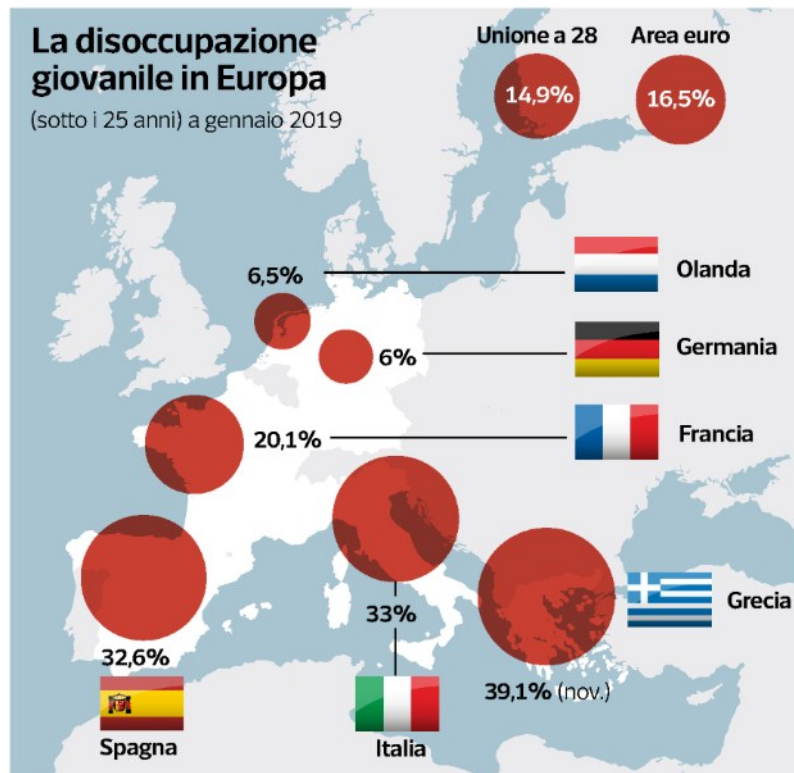 La disoccupazione
giovanile in Europa
(sotto i 25 anni) a gennaio 2019
Unione a 28
14,9%
Area euro
16,5%
6,5%
Olanda
6%
Germania
20,1%
Francia
33%
Italia
32,6%
Spagna
39,1% (nov.)
Grecia